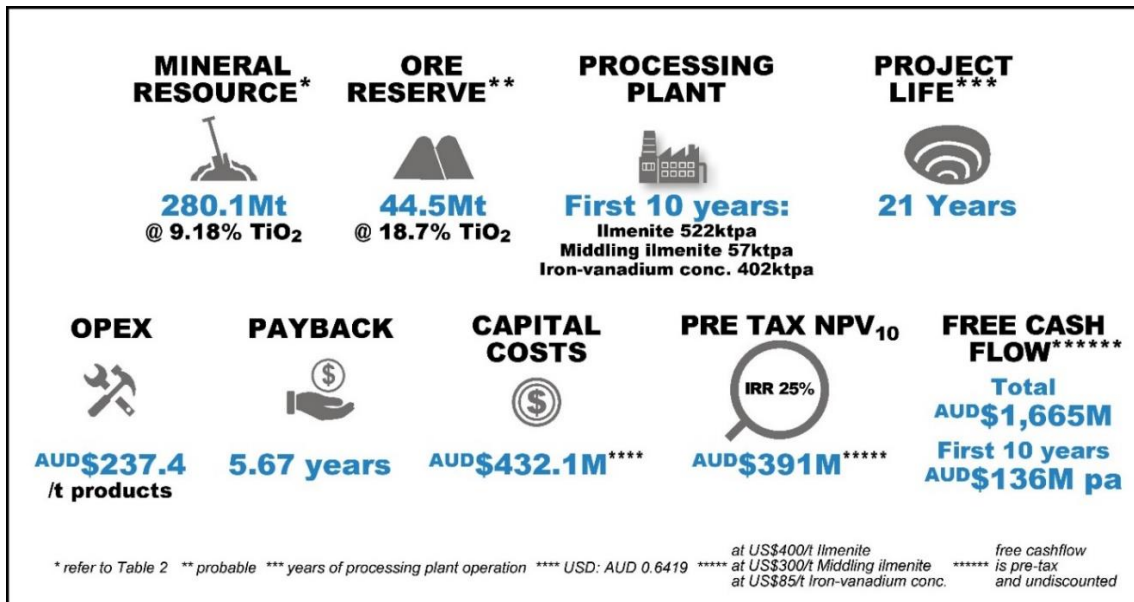 MINERAL
RESOURCE*
280.1Mt
@ 9.18% TiO₂
ORE
RESERVE**
44.5Mt
@ 18.7% TiO₂
PROCESSING
PLANT
First 10 years:
Ilmenite 522ktpa
Middling ilmenite 57ktpa
Iron-vanadium conc. 402ktpa
PROJECT
LIFE***
21 Years
OPEX
AUD$237.4
/t products
PAYBACK
$
5.67 years
CAPITAL
COSTS
$
AUD$432.1M****
PRE TAX NPV₁₀
IRR 25%
AUD$391M*****
FREE CASH
FLOW******
Total
AUD$1,665M
First 10 years
AUD$136M pa
* refer to Table 2 ** probable *** years of processing plant operation **** USD: AUD 0.6419 *****
at US$400/t Ilmenite
at US$300/t Middling ilmenite
at US$85/t Iron-vanadium conc.
******
free cashflow
is pre-tax
and undiscounted